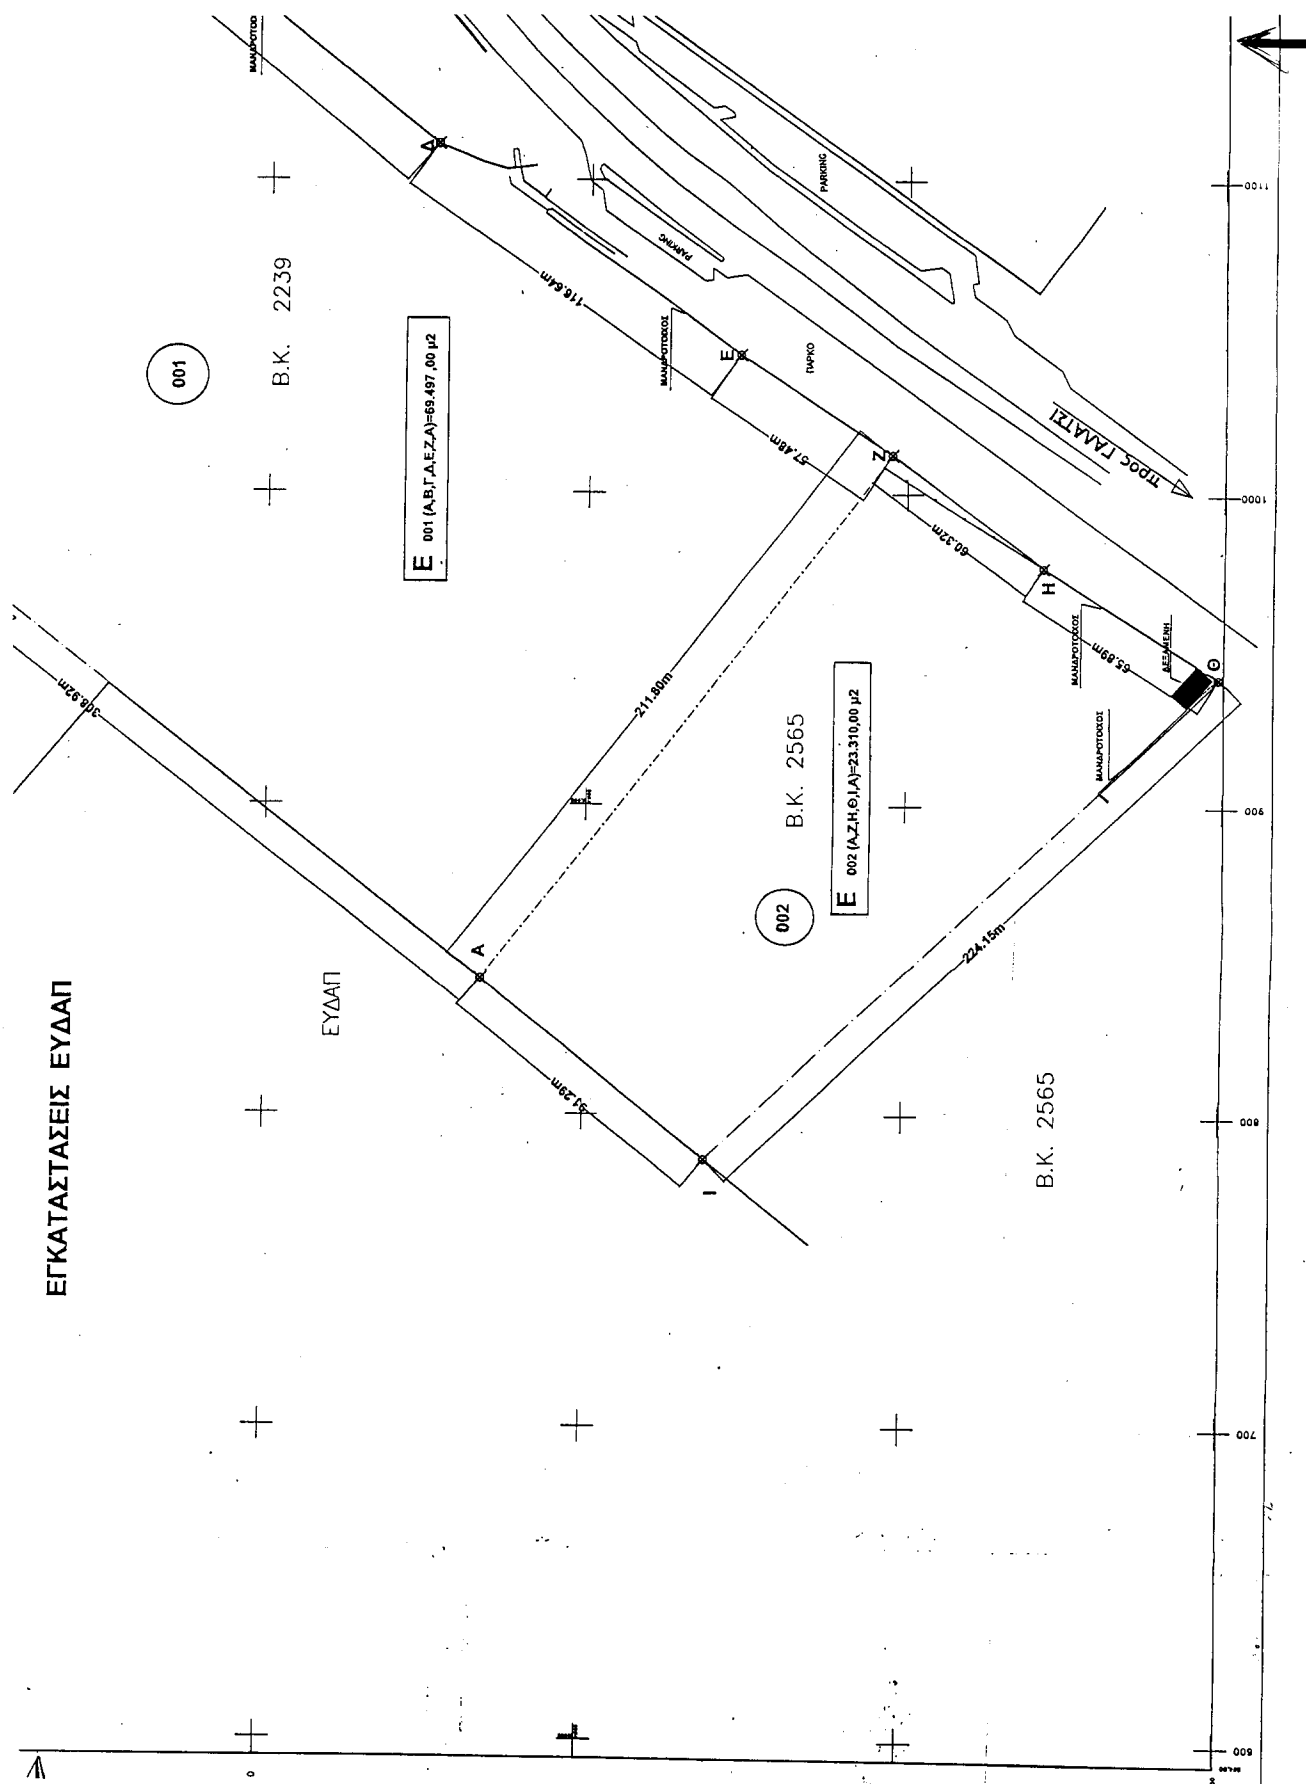 ΕΓΚΑΤΑΣΤΑΣΕΙΣ ΕΥΔΑΠ
ΕΥΔΑΠ
001
B.K. 2239
E 001 (Α,Β,Γ,Δ,Ε,Ζ,Α)=69.497,00 μ2
002
B.K. 2565
E 002 (Α,Ζ,Η,Θ,Ι,Α)=23.310,00 μ2
B.K. 2565
308.92m
91.29m
211.80m
224.15m
116.64m
57.48m
60.32m
65.89m
Α
Δ
Ε
Ζ
Η
Θ
Ι
ΜΑΝΔΡΟΤΟΙΧΟΣ
ΜΑΝΔΡΟΤΟΙΧΟΣ
ΜΑΝΔΡΟΤΟΙΧΟΣ
ΔΕΞΑΜΕΝΗ
PARKING
PARKING
ΠΑΡΚΟ
προς ΓΑΛΑΤΣΙ
1100
1000
900
800
700
600
0